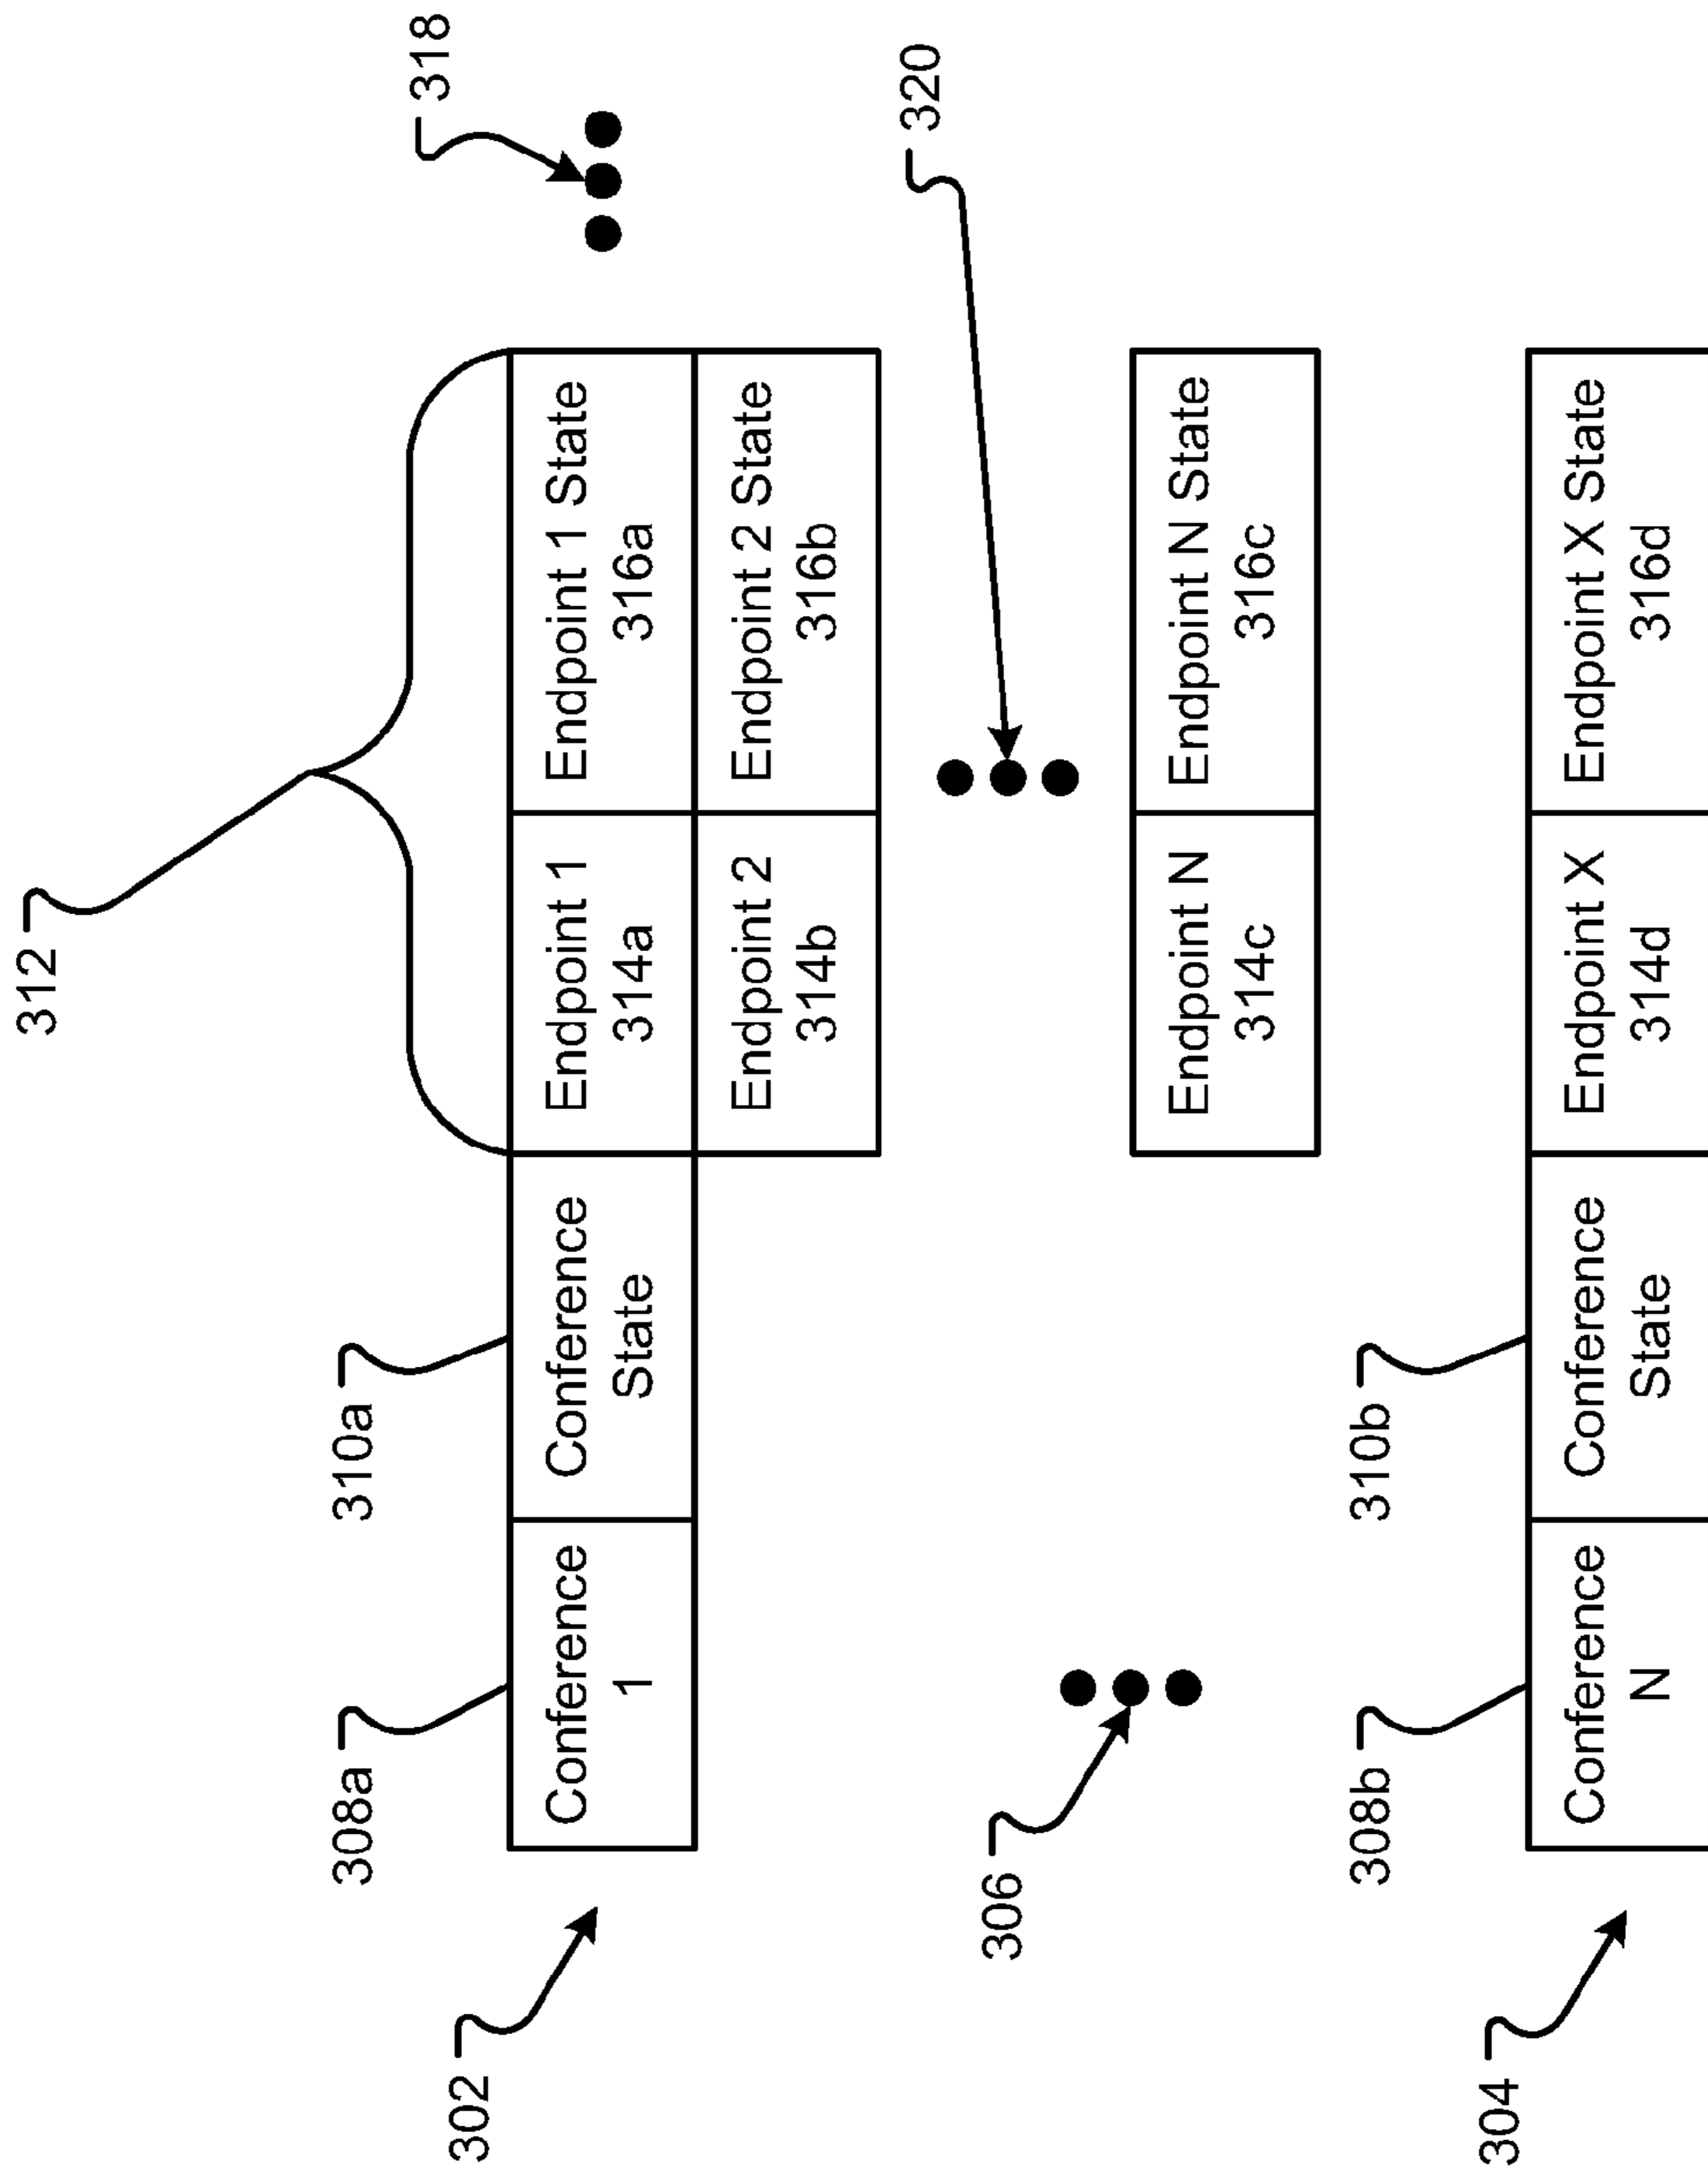 312
318
310a
308a
302
Conference
1
Conference
State
Endpoint 1
314a
Endpoint 1 State
316a
Endpoint 2
314b
Endpoint 2 State
316b
320
306
Endpoint N
314c
Endpoint N State
316c
308b
310b
304
Conference
N
Conference
State
Endpoint X
314d
Endpoint X State
316d